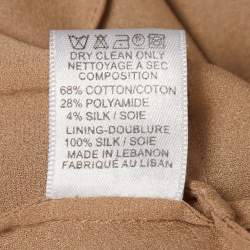 DRY CLEAN ONLY
NETTOYAGE A SEC
COMPOSITION
68% COTTON/COTON
28% POLYAMIDE
4% SILK / SOIE
LINING-DOUBLURE
100% SILK / SOIE
MADE IN LEBANON
FABRIQUÉ AU LIBAN